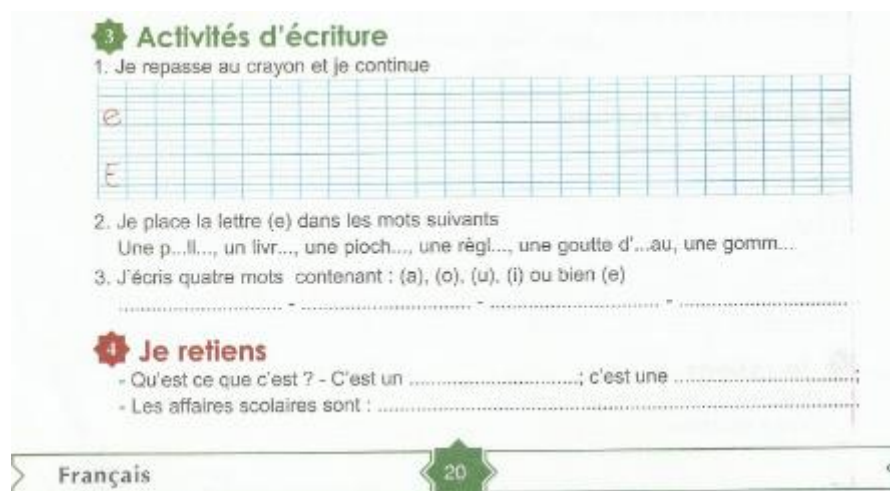 3 Activités d'écriture
1. Je repasse au crayon et je continue
e
E
2. Je place la lettre (e) dans les mots suivants
Une p...ll..., un livr..., une pioch..., une règl..., une goutte d'...au, une gomm...
3. J'écris quatre mots contenant : (a), (o), (u), (i) ou bien (e)
.............................. - .............................. - .............................. - ..............................
4 Je retiens
- Qu'est ce que c'est ? - C'est un ..............................; c'est une ..............................;
- Les affaires scolaires sont : ............................................................
Français 20